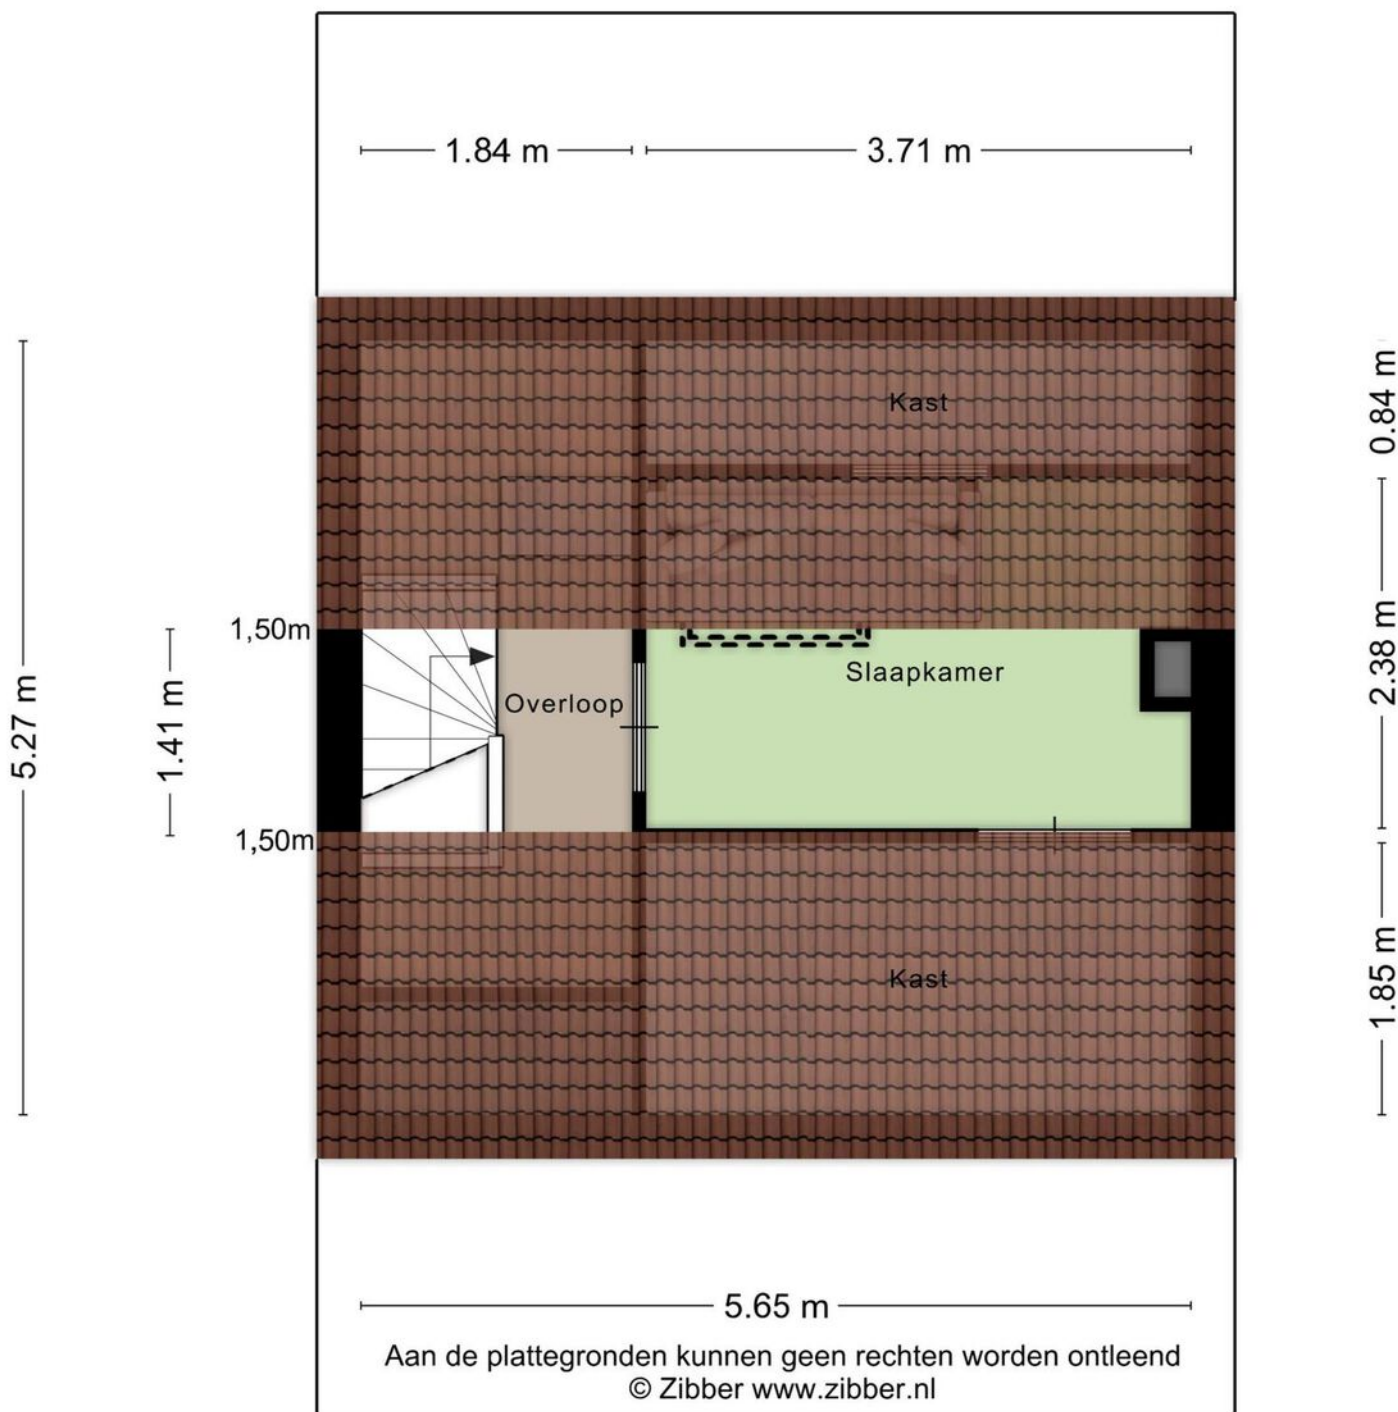 1.84 m
3.71 m
Kast
0.84 m
1,50m
Slaapkamer
2.38 m
Overloop
5.27 m
1.41 m
1,50m
Kast
1.85 m
5.65 m
Aan de plattegronden kunnen geen rechten worden ontleend
© Zibber www.zibber.nl